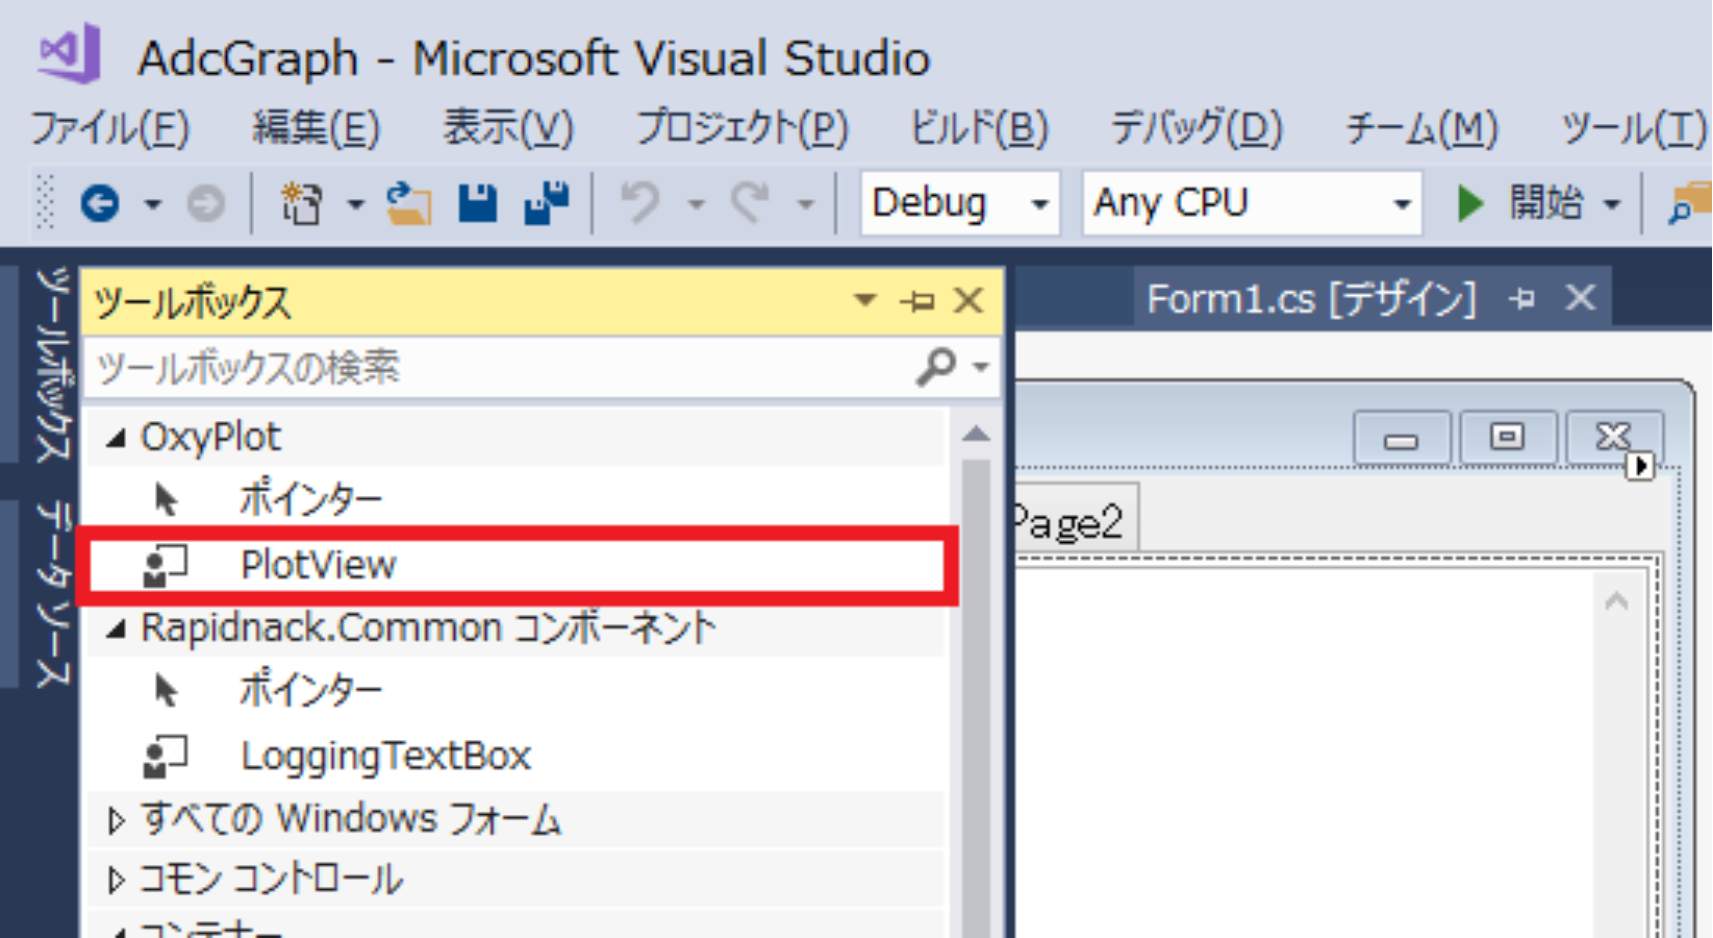 AdcGraph - Microsoft Visual Studio
ファイル(F) 編集(E) 表示(V) プロジェクト(P) ビルド(B) デバッグ(D) チーム(M) ツール(T)
Debug Any CPU 開始
ツールボックス
データ ソース
ツールボックス
Form1.cs [デザイン]
ツールボックスの検索
OxyPlot
ポインター
Page2
PlotView
Rapidnack.Common コンポーネント
ポインター
LoggingTextBox
すべての Windows フォーム
コモン コントロール
コンテナー